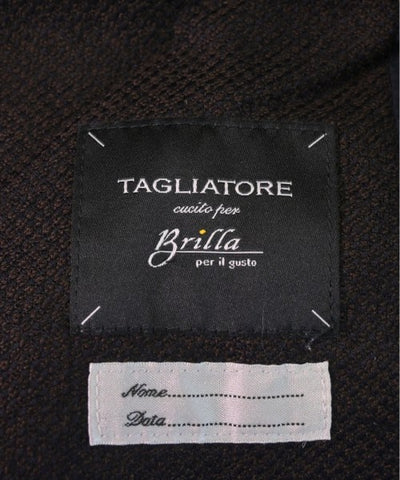 TAGLIATORE
cucito per
Brilla
per il gusto
Nome..............................
Data..............................